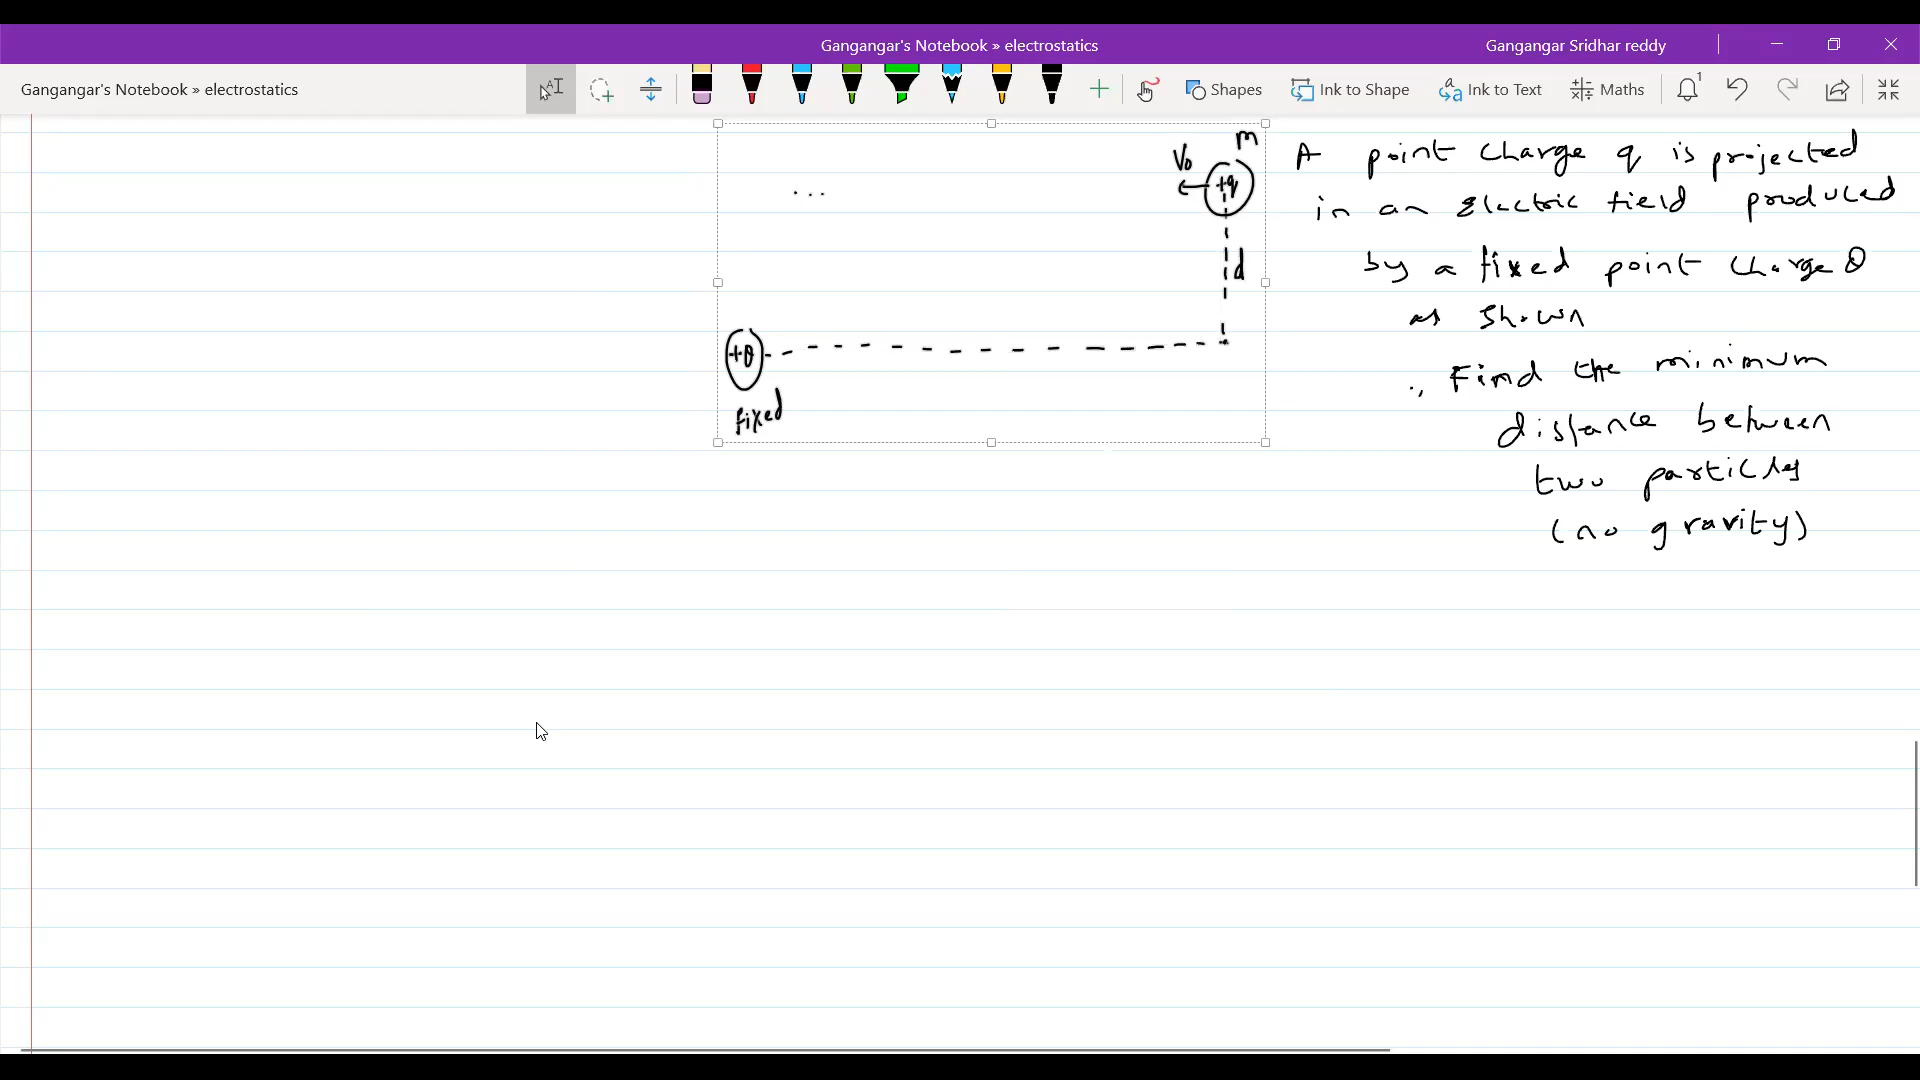 Gangangar's Notebook » electrostatics
Gangangar Sridhar reddy
Gangangar's Notebook » electrostatics
Shapes
Ink to Shape
Ink to Text
Maths
1
m
V0
+q
...
d
+Q
fixed
A point charge q is projected
in an Electric field produced
by a fixed point charge Q
as shown
., Find the minimum
distance between
two particles
(no gravity)